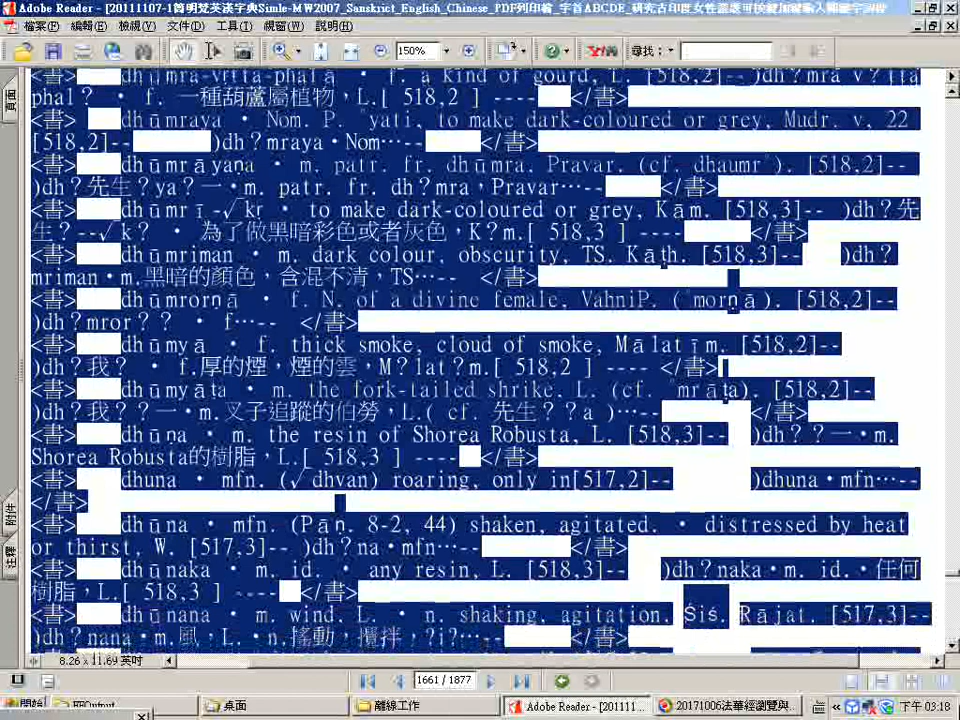 Adobe Reader - [20111107-1簡明梵英漢字典Simle-MW2007_Sanskrict_English_Chinese_PDF列印檔_字首ABCDE_研究古印度女性
檔案(F) 編輯(E) 檢視(V) 文件(D) 工具(T) 視窗(W) 說明(H)
150% 尋找：
頁面
<書> dhūmra-vṛtta-phalā • f. a kind of gourd, L. [518,2]-- )dh?mra v??tta
phal？ • f. 一種葫蘆屬植物，L.[ 518,2 ] ---- </書>
<書> dhūmraya • Nom. P. °yati, to make dark-coloured or grey, Mudr. v, 22
[518,2]-- )dh？mraya•Nom…-- </書>
<書> dhūmrāyaṇa • m. patr. fr. dhūmra, Pravar. (cf. dhaumr°). [518,2]--
)dh？先生？ya？一•m. patr. fr. dh？mra，Pravar…-- </書>
<書> dhūmrī-√kṛ • to make dark-coloured or grey, Kām. [518,3]-- )dh？先
生？--√k？ • 為了做黑暗彩色或者灰色，K？m.[ 518,3 ] ---- </書>
<書> dhūmriman • m. dark colour, obscurity, TS. Kāṭh. [518,3]-- )dh？
mriman•m.黑暗的顏色，含混不清，TS…-- </書>
<書> dhūmrorṇā • f. N. of a divine female, VahniP. (°morṇā). [518,2]--
)dh？mror？？ • f…-- </書>
<書> dhūmyā • f. thick smoke, cloud of smoke, Mālatīm. [518,2]--
)dh？我？ • f.厚的煙，煙的雲，M？lat？m.[ 518,2 ] ---- </書>
<書> dhūmyāṭa • m. the fork-tailed shrike. L. (cf. °mrāṭa). [518,2]--
)dh？我？？一•m.叉子追蹤的伯勞，L.( cf. 先生？？a )…-- </書>
<書> dhūṇa • m. the resin of Shorea Robusta, L. [518,3]-- )dh？？一•m.
Shorea Robusta的樹脂，L.[ 518,3 ] ---- </書>
<書> dhuna • mfn. (√dhvan) roaring, only in[517,2]-- )dhuna•mfn…--
</書>
<書> dhūna • mfn. (Pāṇ. 8-2, 44) shaken, agitated. • distressed by heat
or thirst, W. [517,3]-- )dh？na•mfn…-- </書>
<書> dhūnaka • m. id. • any resin, L. [518,3]-- )dh？naka•m. id.•任何
樹脂，L.[ 518,3 ] ---- </書>
<書> dhūnana • m. wind. L. • n. shaking, agitation. Śiś. Rājat. [517,3]--
)dh？nana•m.風，L.•n.搖動，攪拌，?i?…-- </書>
附件
注釋
8.26 x 11.69 英吋
1661 / 1877
開始 FFOutput 桌面 離線工作 Adobe Reader - [201111... 20171006法華經瀏覽與... 下午 03:18